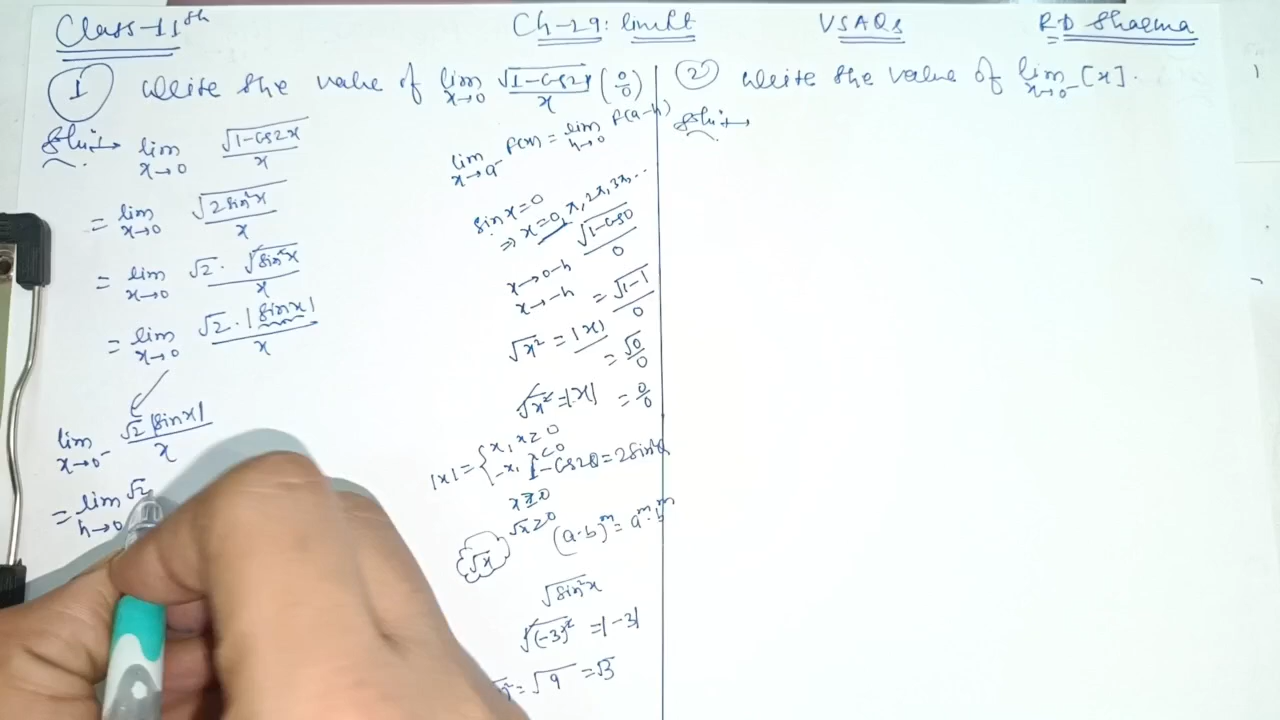 Class-11th Ch-29: limit VSAQs RD Sharma
1 Write the value of lim x→0 √(1-cos2x)/x (0/0)
Soln:→ lim x→0 √(1-cos2x)/x
= lim x→0 √(2sin²x)/x
= lim x→0 √2·√(sin²x)/x
= lim x→0 √2·|sinx|/x
lim x→0⁻ √2|sinx|/x
= lim h→0 √2
lim x→a⁻ f(x) = lim h→0 f(a-h)
sinx=0
⇒ x=0, π, 2π, 3π, ...
√(1-cos0)/0
x→0-h
x→-h
= √(1-1)/0
√x² = |x|
= √0/0
√x² = |x| = 0/0
|x| = { x, x≥0
-x, x<0
1-cos2θ = 2sin²θ
x≥0
√x≥0
√x
(a·b)^m = a^m·b^m
√sin²x
√(-3)² = |-3|
= √9 = √3
2 Write the value of lim x→0⁻ [x].
Soln:→